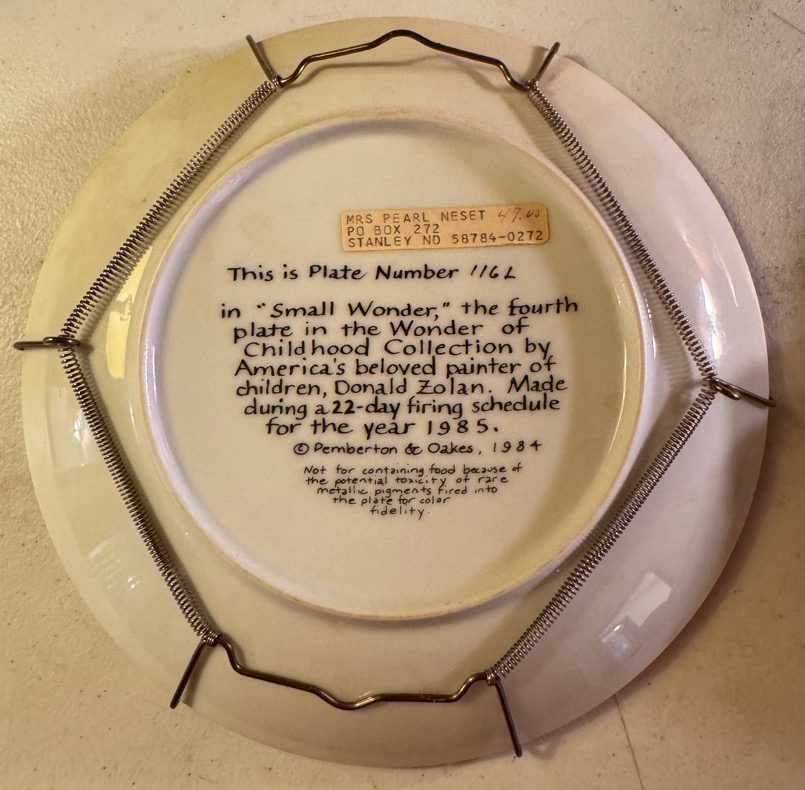 MRS PEARL NESET 47.00
PO BOX 272
STANLEY ND 58784-0272
This is Plate Number 116L
in "Small Wonder," the fourth
plate in the Wonder of
Childhood Collection by
America's beloved painter of
children, Donald Zolan. Made
during a 22-day firing schedule
for the year 1985.
© Pemberton & Oakes, 1984
Not for containing food because of
the potential toxicity of rare
metallic pigments fired into
the plate for color
fidelity.